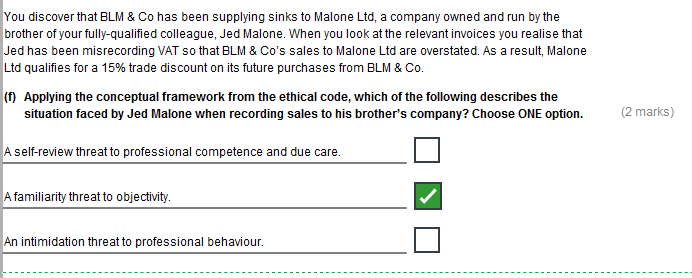 You discover that BLM & Co has been supplying sinks to Malone Ltd, a company owned and run by the
brother of your fully-qualified colleague, Jed Malone. When you look at the relevant invoices you realise that
Jed has been misrecording VAT so that BLM & Co's sales to Malone Ltd are overstated. As a result, Malone
Ltd qualifies for a 15% trade discount on its future purchases from BLM & Co.
(f) Applying the conceptual framework from the ethical code, which of the following describes the
situation faced by Jed Malone when recording sales to his brother's company? Choose ONE option.
(2 marks)
A self-review threat to professional competence and due care.
A familiarity threat to objectivity.
An intimidation threat to professional behaviour.